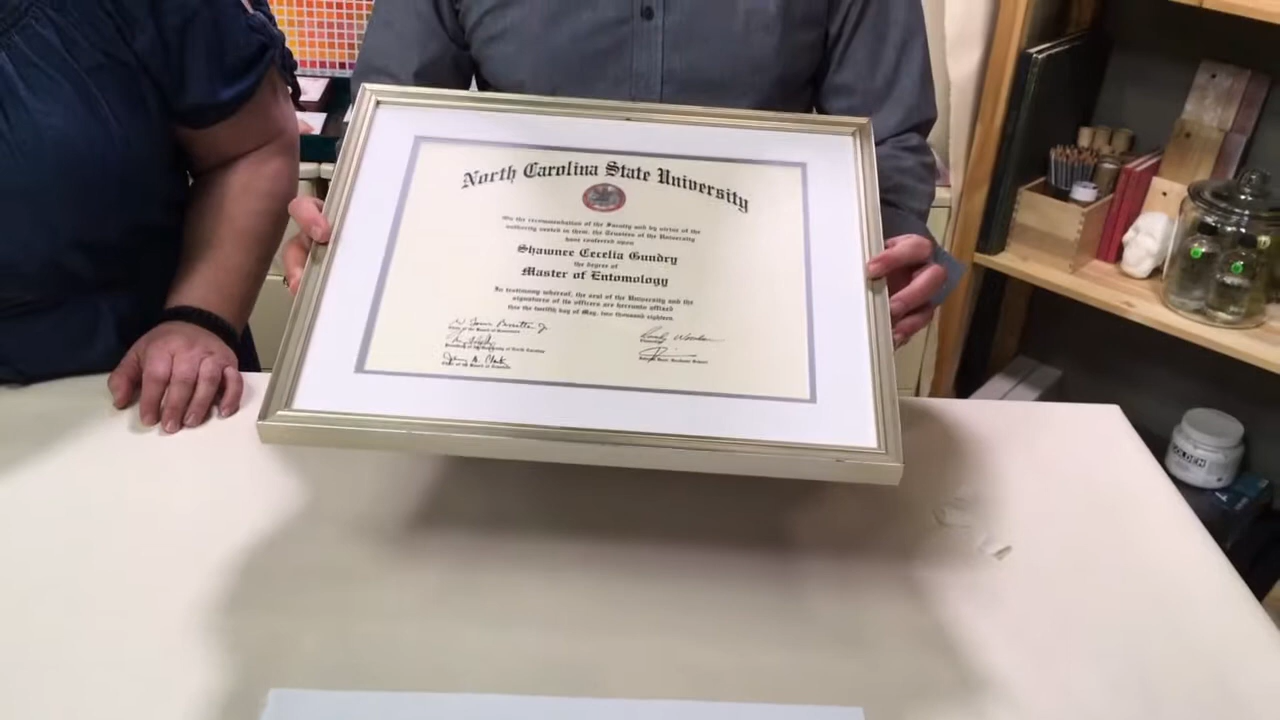 North Carolina State University
On the recommendation of the Faculty and by virtue of the
authority vested in them, the Trustees of the University
have conferred upon
Shawnee Cecelia Gundry
the degree of
Master of Entomology
In testimony whereof, the seal of the University and the
signatures of its officers are hereunto affixed
this the twelfth day of May, two thousand eighteen.
GOLDEN